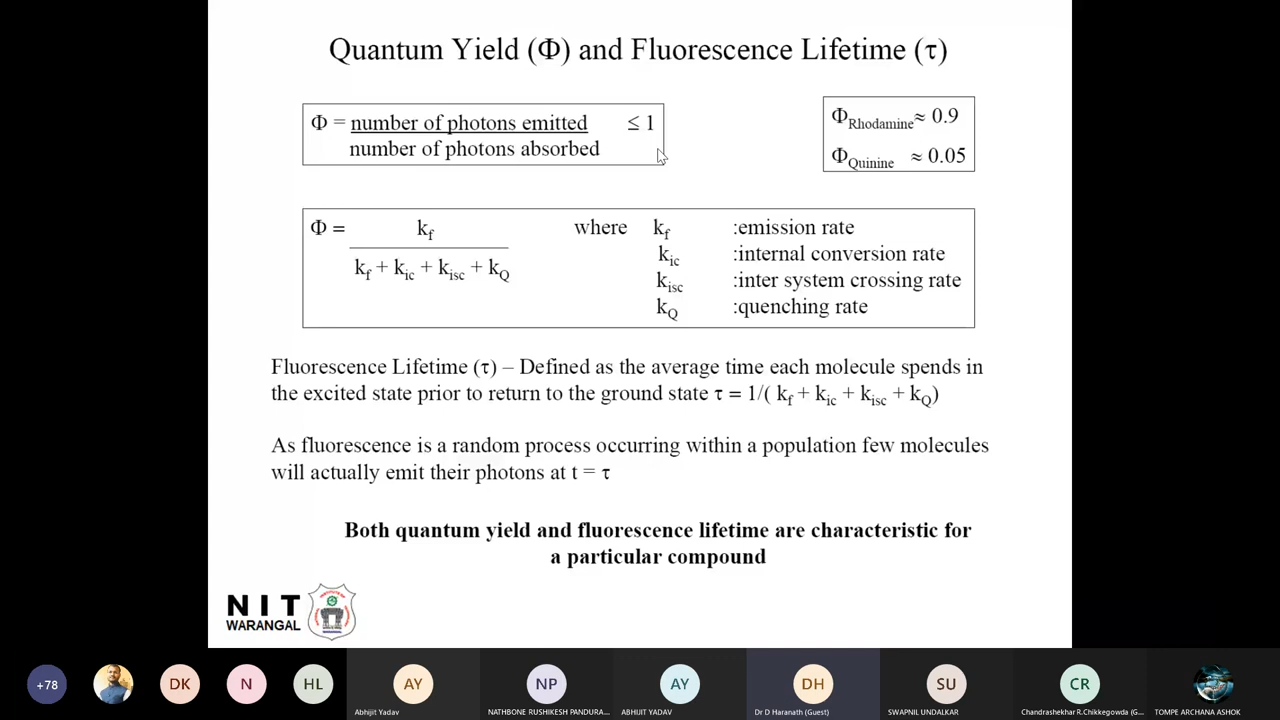 Quantum Yield (Φ) and Fluorescence Lifetime (τ)
Φ = number of photons emitted ≤ 1
number of photons absorbed
Φ Rhodamine ≈ 0.9
Φ Quinine ≈ 0.05
Φ = kf where kf :emission rate
kf + kic + kisc + kQ kic :internal conversion rate
kisc :inter system crossing rate
kQ :quenching rate
Fluorescence Lifetime (τ) – Defined as the average time each molecule spends in
the excited state prior to return to the ground state τ = 1/( kf + kic + kisc + kQ)
As fluorescence is a random process occurring within a population few molecules
will actually emit their photons at t = τ
Both quantum yield and fluorescence lifetime are characteristic for
a particular compound
NIT
WARANGAL
+78
DK
N
HL
AY
NP
AY
DH
SU
CR
Abhijit Yadav
NATHBONE RUSHIKESH PANDURA...
ABHIJIT YADAV
Dr D Haranath (Guest)
SWAPNIL UNDALKAR
Chandrashekhar R.Chikkegowda (G...
TOMPE ARCHANA ASHOK